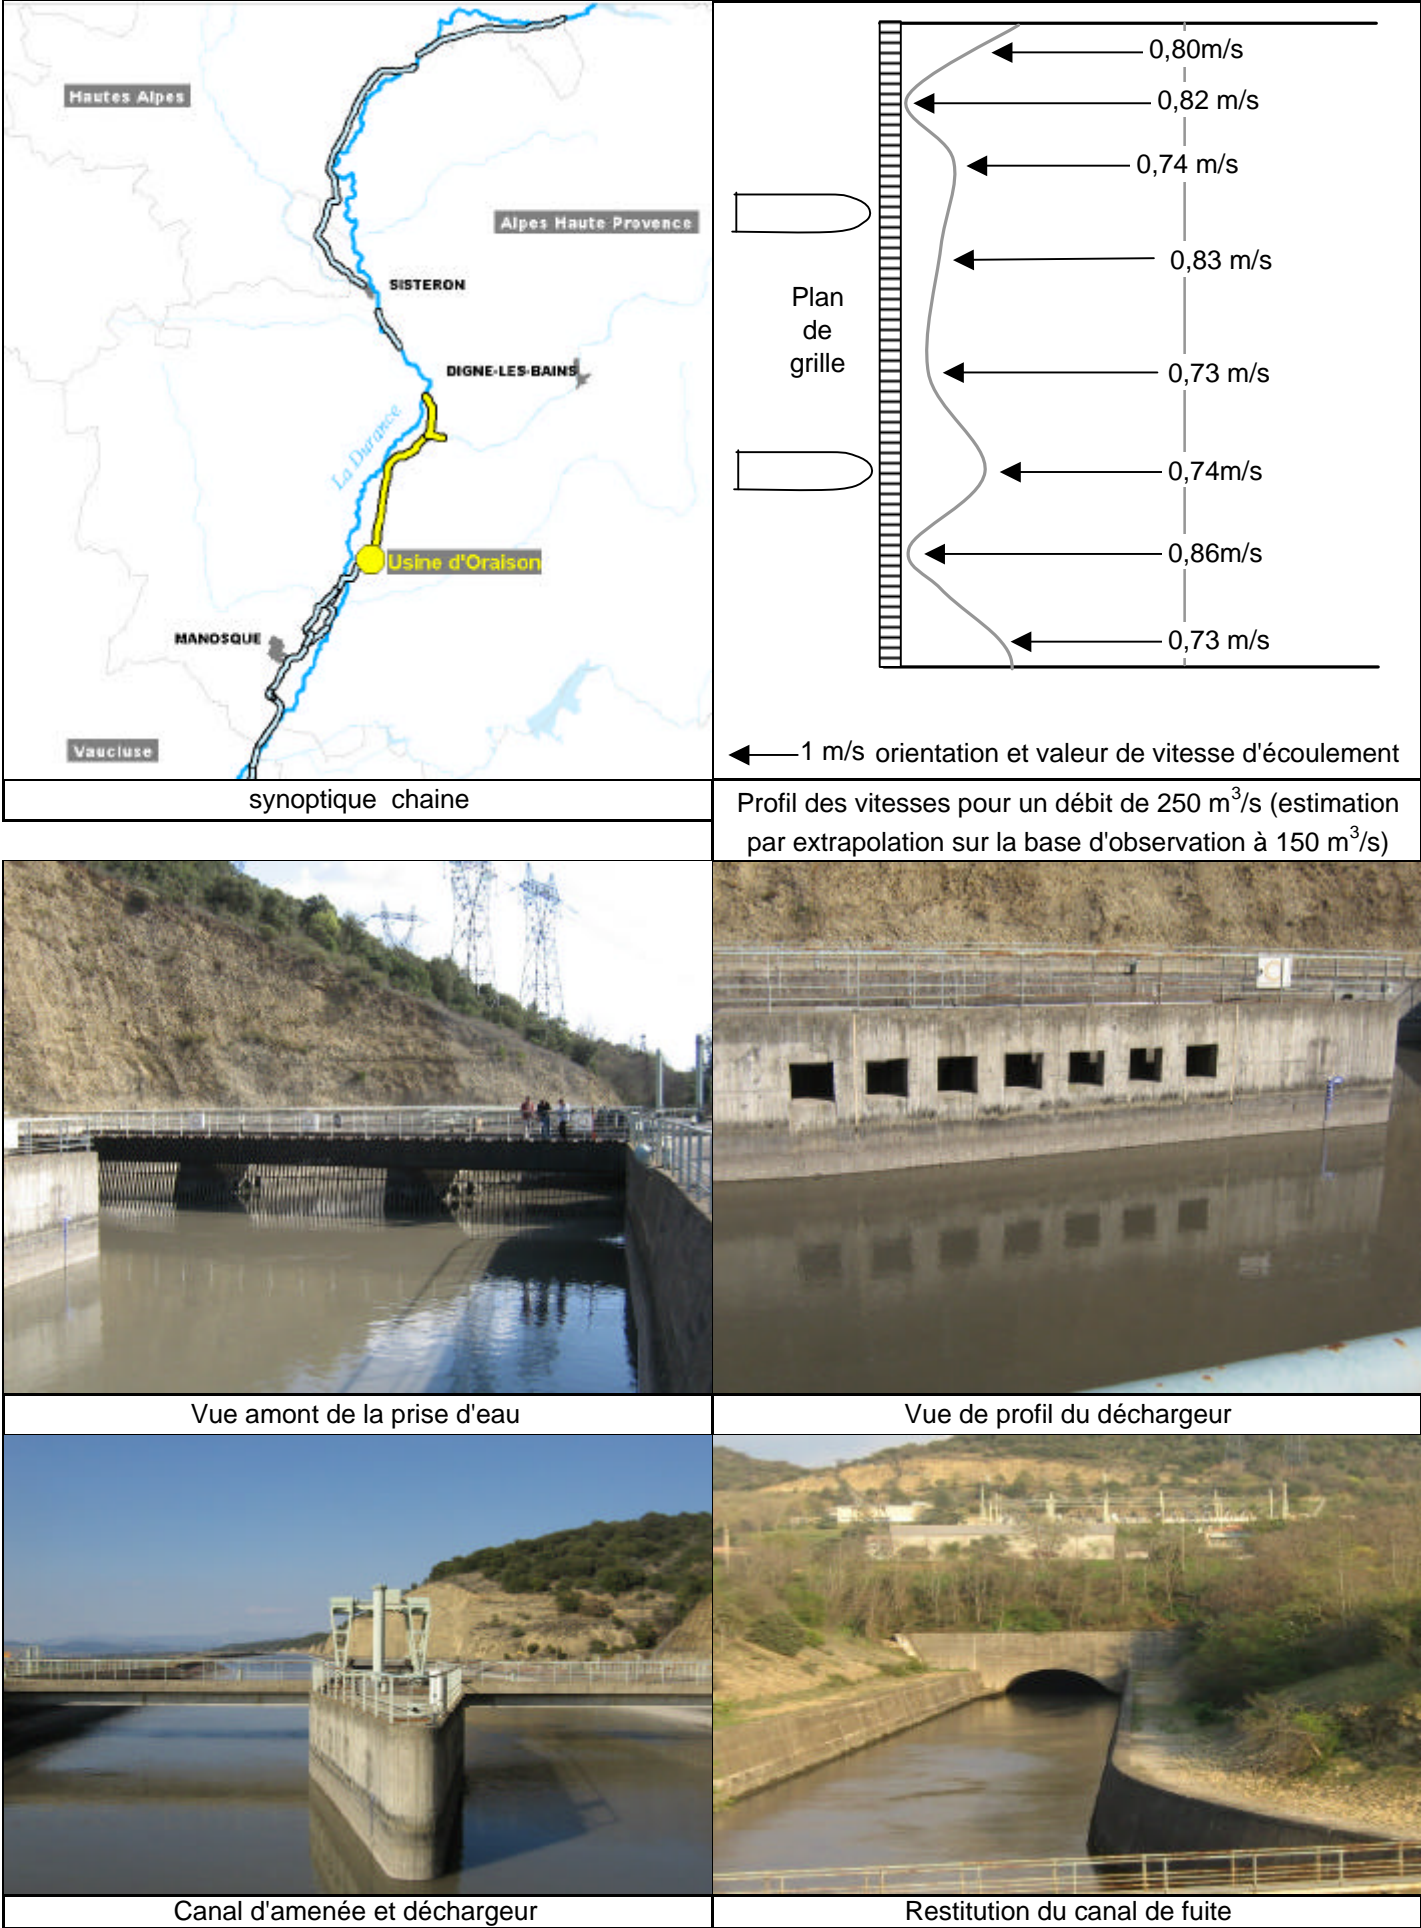 Hautes Alpes
Alpes Haute Provence
SISTERON
DIGNE-LES-BAINS
La Durance
Usine d'Oraison
MANOSQUE
Vaucluse
synoptique chaine
0,80m/s
0,82 m/s
0,74 m/s
0,83 m/s
Plan
de
grille
0,73 m/s
0,74m/s
0,86m/s
0,73 m/s
1 m/s orientation et valeur de vitesse d'écoulement
Profil des vitesses pour un débit de 250 m³/s (estimation
par extrapolation sur la base d'observation à 150 m³/s)
Vue amont de la prise d'eau
Vue de profil du déchargeur
Canal d'amenée et déchargeur
Restitution du canal de fuite